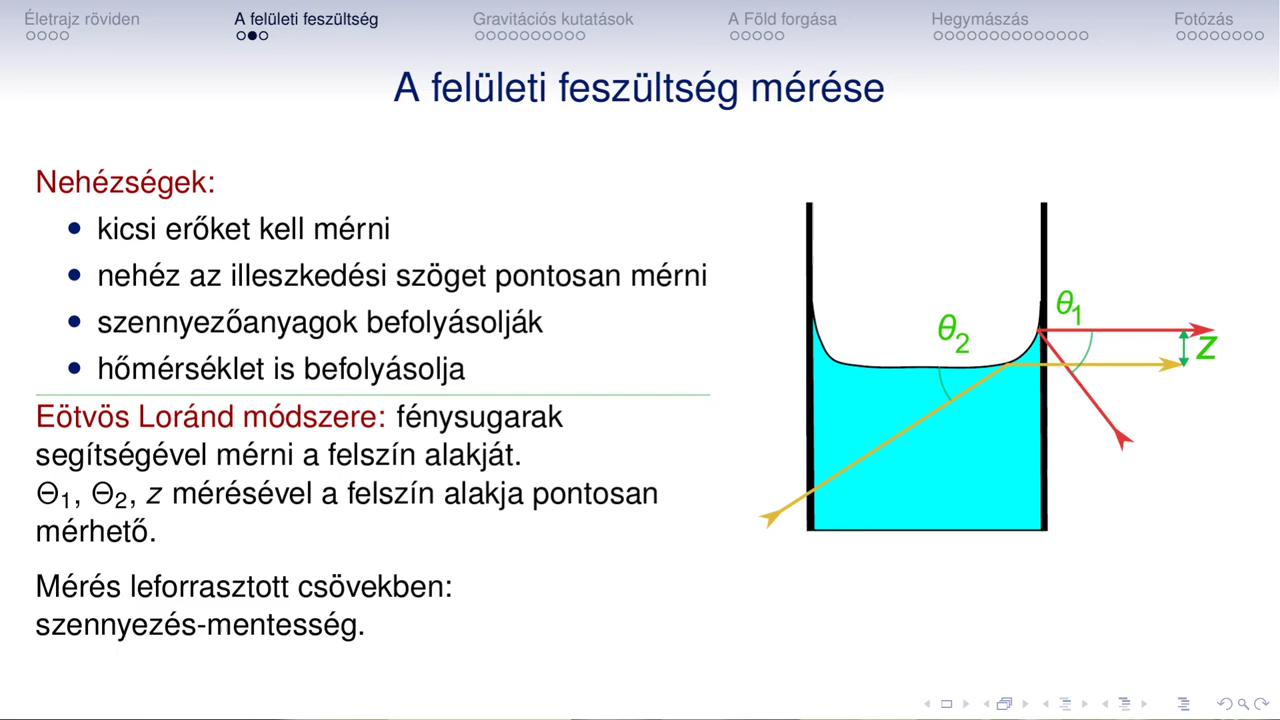 Életrajz röviden
A felületi feszültség
Gravitációs kutatások
A Föld forgása
Hegymászás
Fotózás
A felületi feszültség mérése
Nehézségek:
• kicsi erőket kell mérni
• nehéz az illeszkedési szöget pontosan mérni
• szennyezőanyagok befolyásolják
• hőmérséklet is befolyásolja
Eötvös Loránd módszere: fénysugarak
segítségével mérni a felszín alakját.
Θ₁, Θ₂, z mérésével a felszín alakja pontosan
mérhető.
Mérés leforrasztott csövekben:
szennyezés-mentesség.
θ₁
θ₂
z